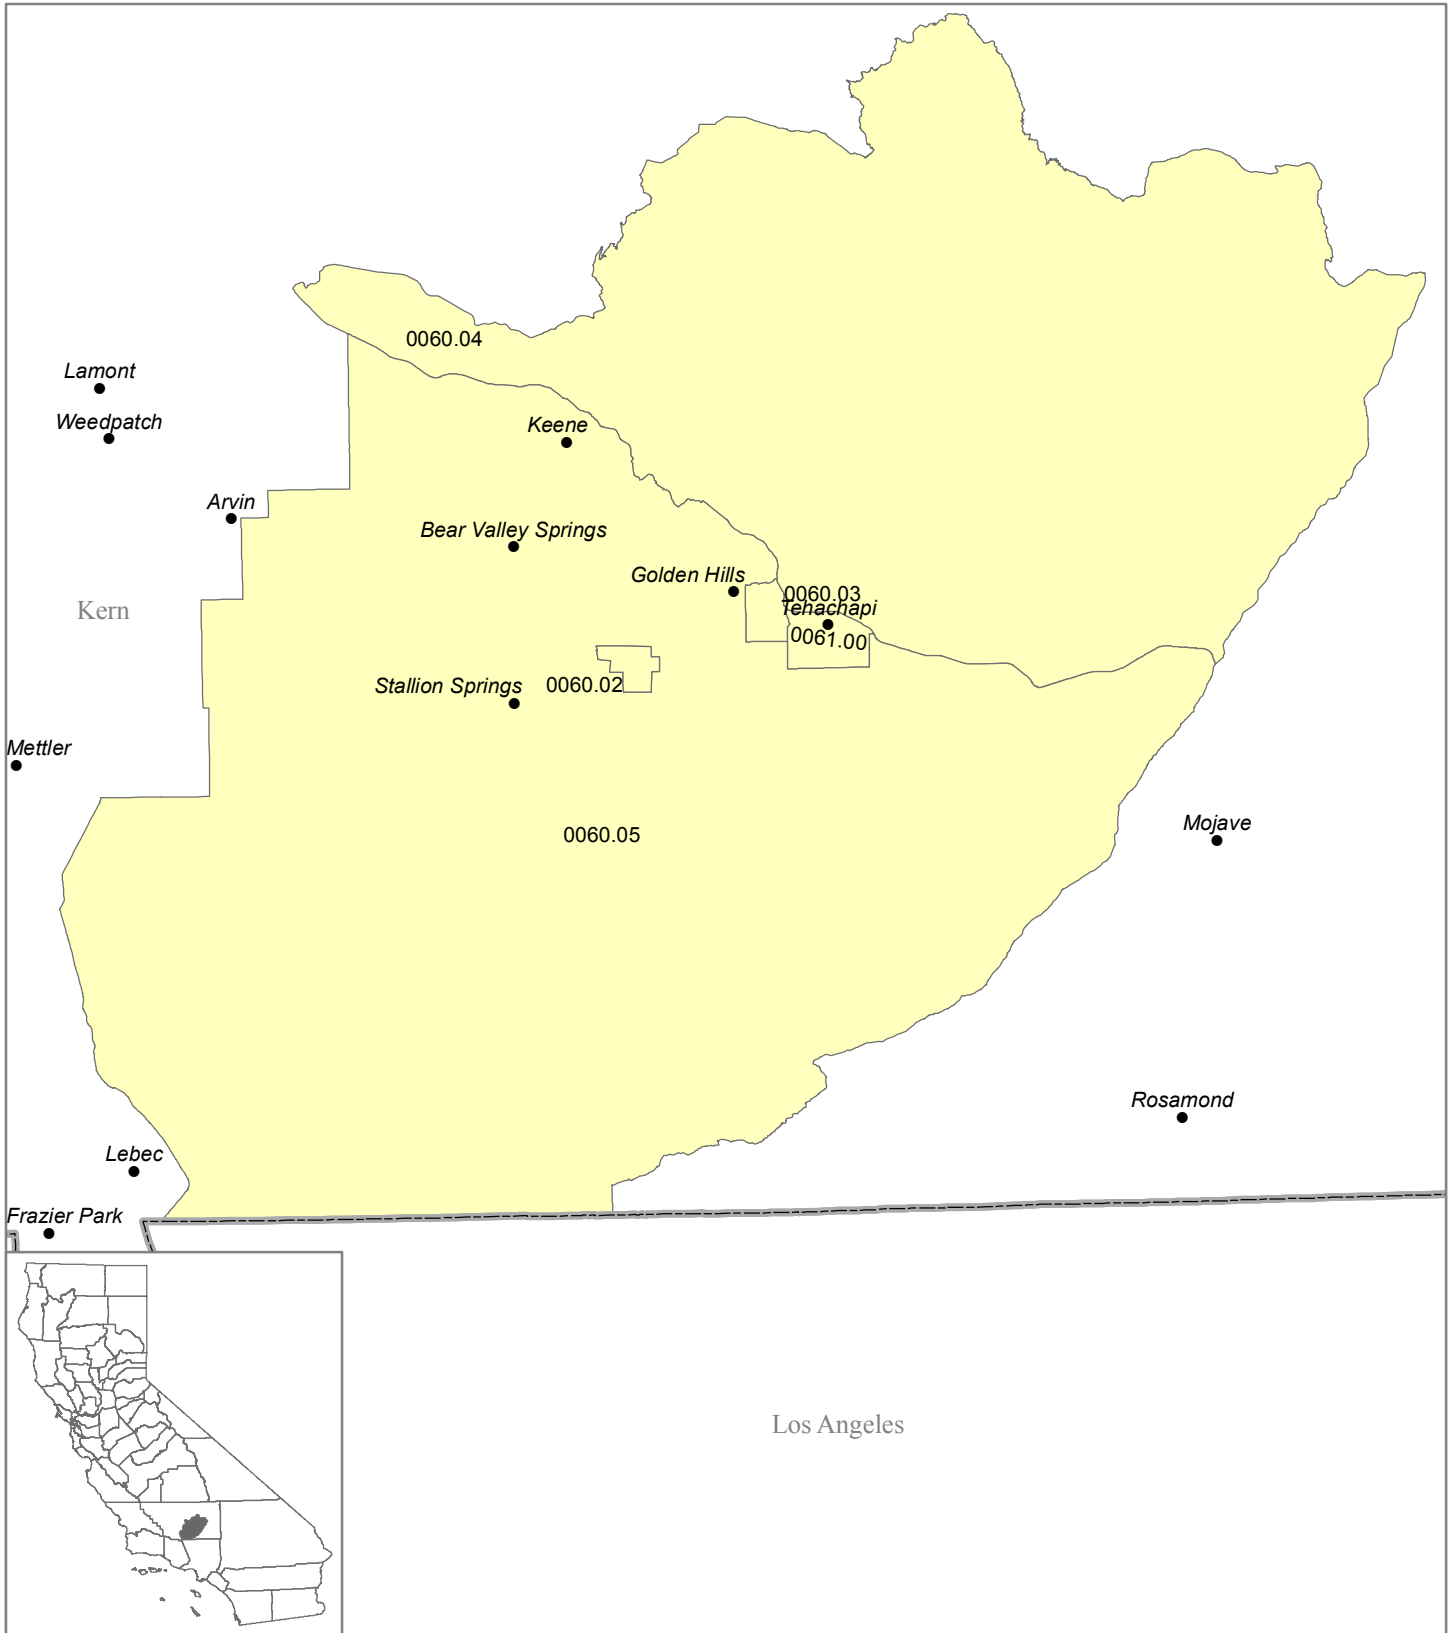 0060.04
Lamont
Weedpatch
Keene
Arvin
Bear Valley Springs
Golden Hills
0060.03
Tehachapi
Kern
0061.00
Stallion Springs
0060.02
Mettler
Mojave
0060.05
Rosamond
Lebec
Frazier Park
Los Angeles